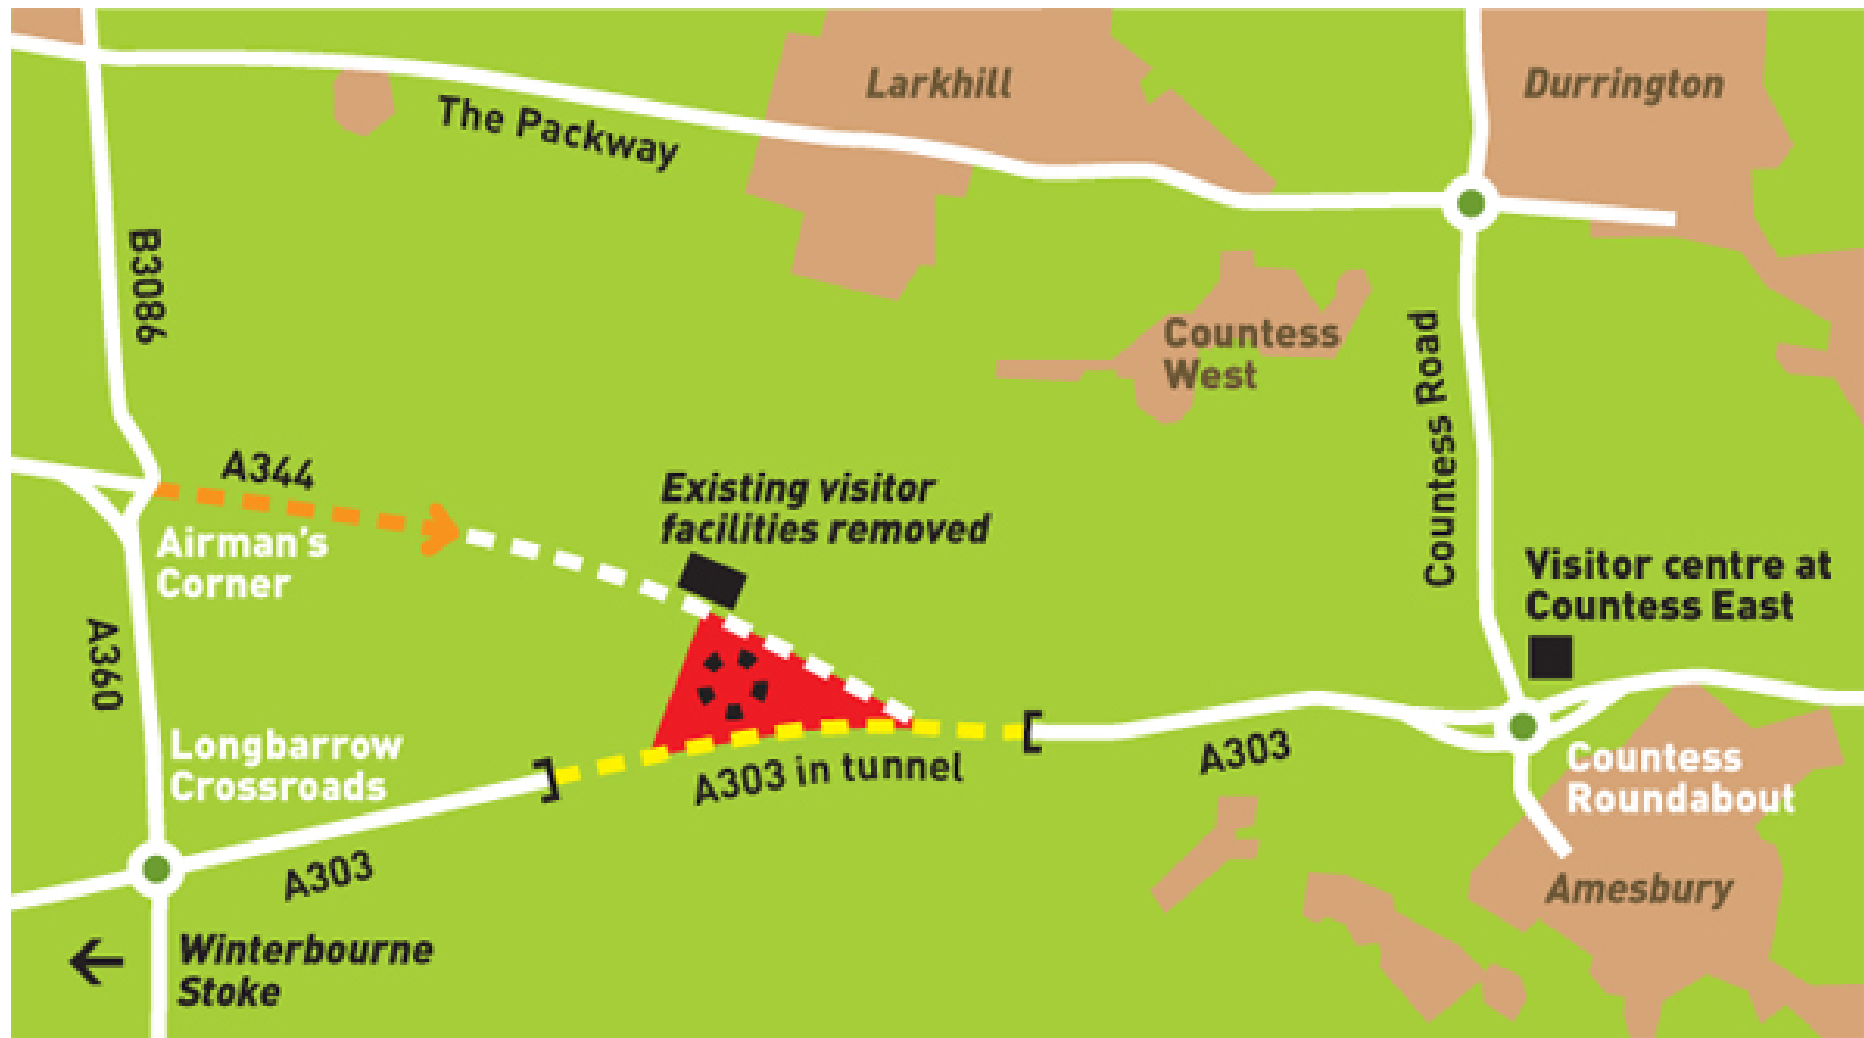 Larkhill
Durrington
The Packway
B3086
Countess
West
Countess Road
A344
Existing visitor
facilities removed
Airman's
Corner
Visitor centre at
Countess East
A360
Longbarrow
Crossroads
A303 in tunnel
A303
Countess
Roundabout
A303
Amesbury
Winterbourne
Stoke